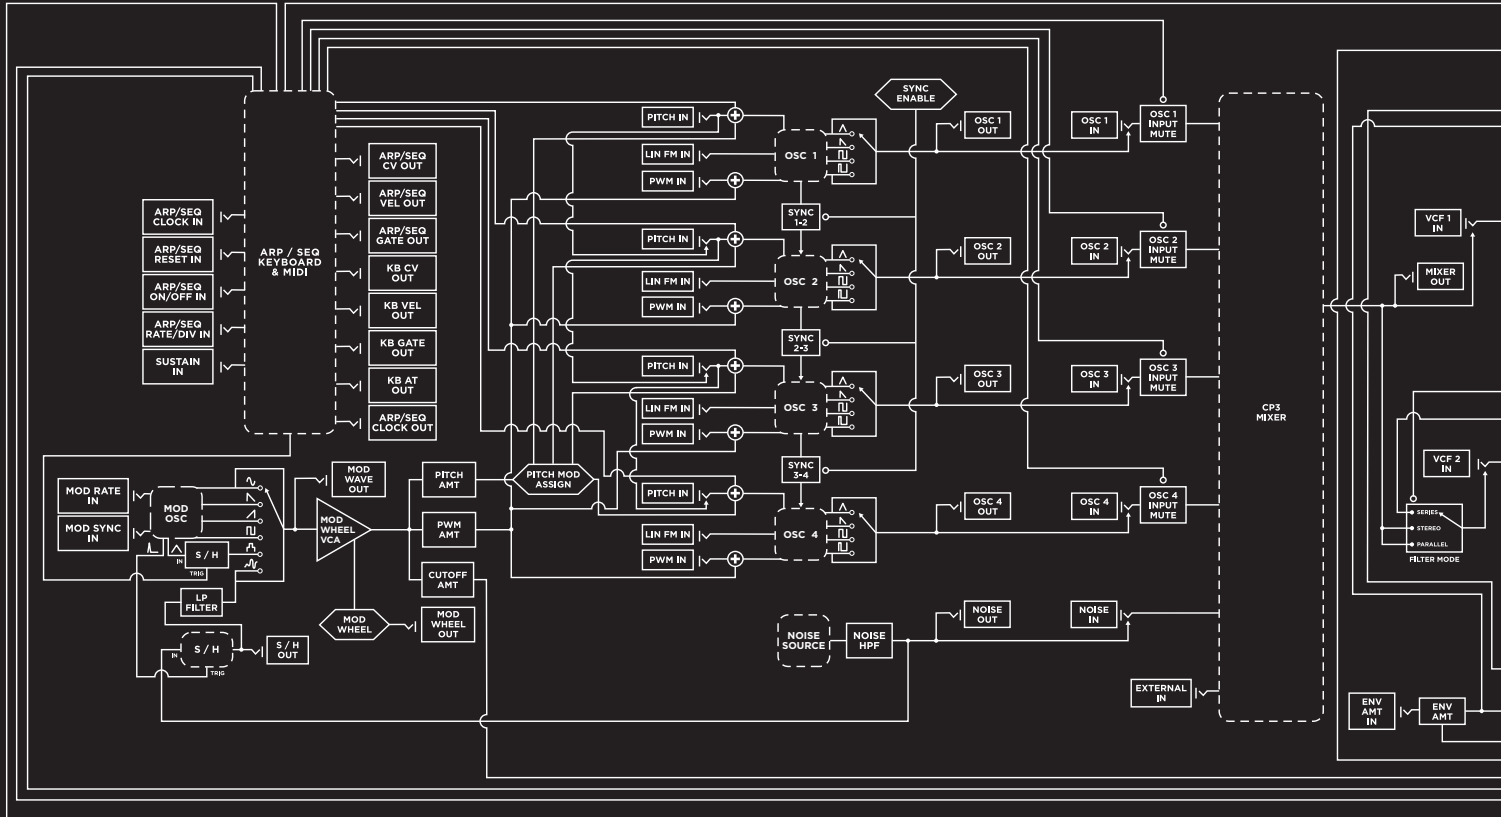 SYNC
ENABLE
PITCH IN
LIN FM IN
PWM IN
OSC 1
SYNC
1-2
OSC 1
OUT
OSC 1
IN
OSC 1
INPUT
MUTE
ARP/SEQ
CV OUT
ARP/SEQ
VEL OUT
ARP/SEQ
GATE OUT
KB CV
OUT
KB VEL
OUT
KB GATE
OUT
KB AT
OUT
ARP/SEQ
CLOCK OUT
ARP/SEQ
CLOCK IN
ARP/SEQ
RESET IN
ARP/SEQ
ON/OFF IN
ARP/SEQ
RATE/DIV IN
SUSTAIN
IN
ARP / SEQ
KEYBOARD
& MIDI
PITCH IN
LIN FM IN
PWM IN
OSC 2
SYNC
2-3
OSC 2
OUT
OSC 2
IN
OSC 2
INPUT
MUTE
PITCH IN
LIN FM IN
PWM IN
OSC 3
SYNC
3-4
OSC 3
OUT
OSC 3
IN
OSC 3
INPUT
MUTE
CP3
MIXER
VCF 1
IN
MIXER
OUT
VCF 2
IN
SERIES
STEREO
PARALLEL
FILTER MODE
MOD RATE
IN
MOD SYNC
IN
MOD
OSC
IN
S / H
TRIG
LP
FILTER
IN
S / H
TRIG
S / H
OUT
MOD
WAVE
OUT
MOD
WHEEL
VCA
MOD
WHEEL
MOD
WHEEL
OUT
PITCH
AMT
PWM
AMT
CUTOFF
AMT
PITCH MOD
ASSIGN
PITCH IN
LIN FM IN
PWM IN
OSC 4
OSC 4
OUT
OSC 4
IN
OSC 4
INPUT
MUTE
NOISE
SOURCE
NOISE
HPF
NOISE
OUT
NOISE
IN
EXTERNAL
IN
ENV
AMT
IN
ENV
AMT